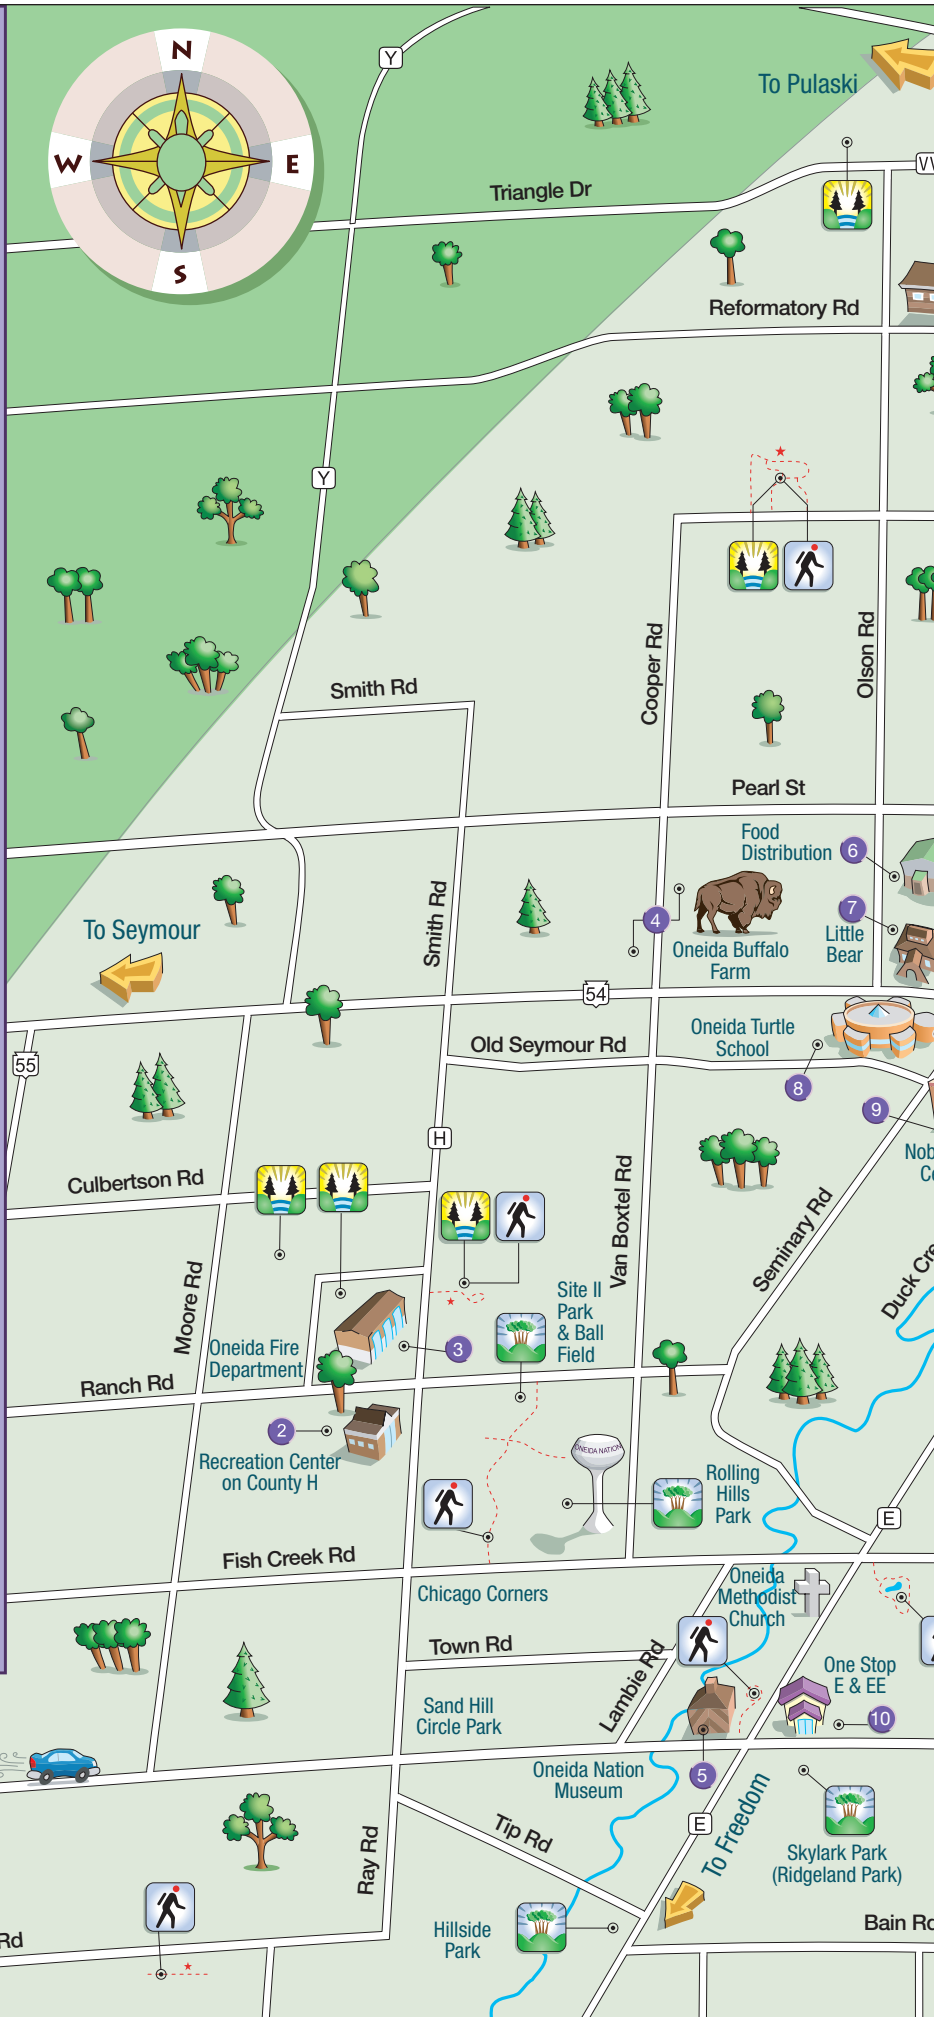 N
W
E
S
Y
To Pulaski
Triangle Dr
Reformatory Rd
Y
Cooper Rd
Olson Rd
Smith Rd
Pearl St
Food
Distribution
6
7
Little
Bear
4
Oneida Buffalo
Farm
Smith Rd
To Seymour
54
55
Old Seymour Rd
Oneida Turtle
School
8
9
H
Culbertson Rd
Van Boxtel Rd
Seminary Rd
Moore Rd
Site II
Park
& Ball
Field
3
Oneida Fire
Department
Ranch Rd
2
Recreation Center
on County H
ONEIDA NATION
Rolling
Hills
Park
E
Fish Creek Rd
Chicago Corners
Oneida
Methodist
Church
Town Rd
Lambie Rd
One Stop
E & EE
10
Sand Hill
Circle Park
Oneida Nation
Museum
5
E
To Freedom
Tip Rd
Ray Rd
Skylark Park
(Ridgeland Park)
Hillside
Park
Bain
Rd